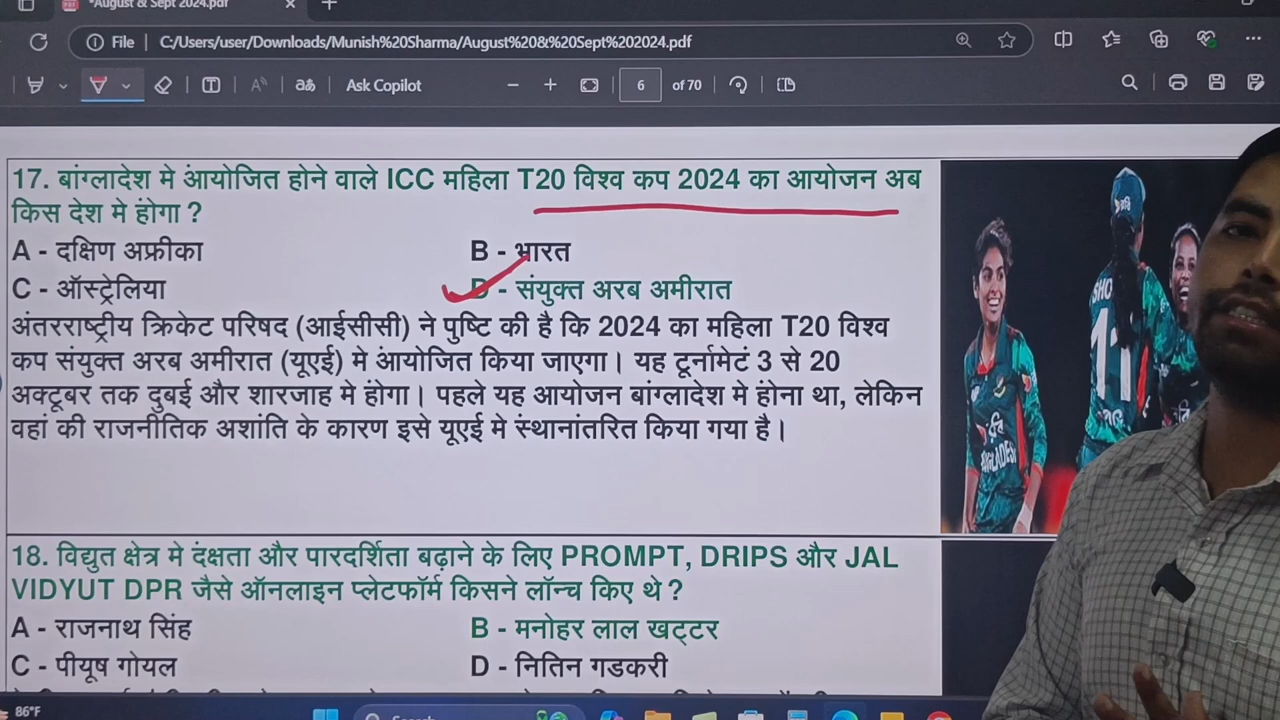 *August & Sept 2024.pdf
File
C:/Users/user/Downloads/Munish%20Sharma/August%20&%20Sept%202024.pdf
Ask Copilot
6 of 70
17. बांग्लादेश मे आंयोजित होने वाले ICC महिला T20 विश्व कप 2024 का आयोजन अब
किस देश मे हंोगा ?
A - दक्षिण अफ्रीका
B - भारत
C - ऑस्ट्रेलिया
D - संयुक्त अरब अमीरात
अंतरराष्ट्रीय क्रिकेट परिषद (आईसीसी) ने पुष्टि की है कि 2024 का महिला T20 विश्व
कप संयुक्त अरब अमीरात (यूएई) मे आंयोजित किया जाएगा। यह टूर्नामेटं 3 से 20
अक्टूबर तक दुबई और शारजाह मे हंोगा। पहले यह आयोजन बांग्लादेश मे हंोना था, लेकिन
वहां की राजनीतिक अशांति के कारण इसे यूएई मे स्थंानांतरित किया गया है।
18. विद्युत क्षेत्र मे दंक्षता और पारदर्शिता बढ़ाने के लिए PROMPT, DRIPS और JAL
VIDYUT DPR जैसे ऑनलाइन प्लेटफॉर्म किसने लॉन्च किए थे ?
A - राजनाथ सिंह
B - मनोहर लाल खट्टर
C - पीयूष गोयल
D - नितिन गडकरी
86°F
Search